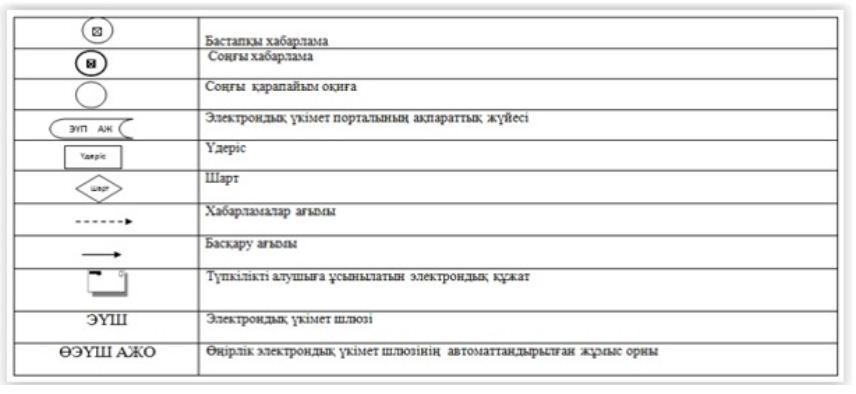 Бастапқы хабарлама
Соңғы хабарлама
Соңғы қарапайым оқиға
ЭҮП АЖ
Электрондық үкімет порталының ақпараттық жүйесі
Үдеріс
Үдеріс
Шарт
Шарт
Хабарламалар ағымы
Басқару ағымы
Түпкілікті алушыға ұсынылатын электрондық құжат
ЭҮШ
Электрондық үкімет шлюзі
ӨЭҮШ АЖО
Өңірлік электрондық үкімет шлюзінің автоматтандырылған жұмыс орны